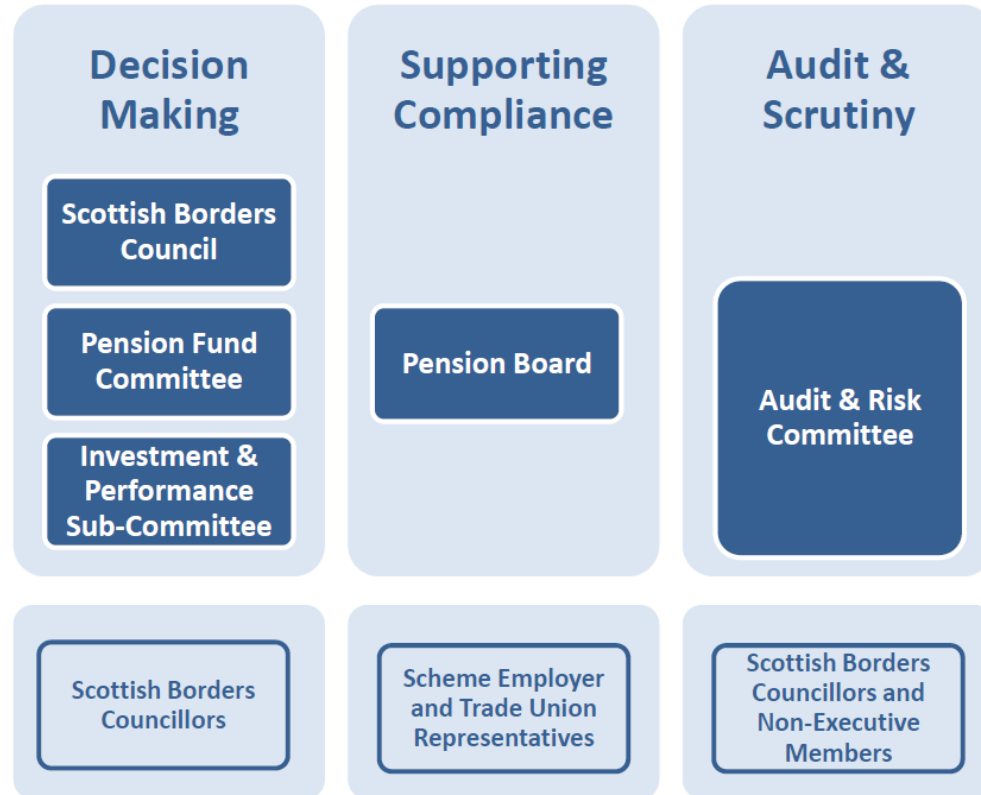 Decision
Making
Scottish Borders
Council
Pension Fund
Committee
Investment &
Performance
Sub-Committee
Supporting
Compliance
Pension Board
Audit &
Scrutiny
Audit & Risk
Committee
Scottish Borders
Councillors
Scheme Employer
and Trade Union
Representatives
Scottish Borders
Councillors and
Non-Executive
Members